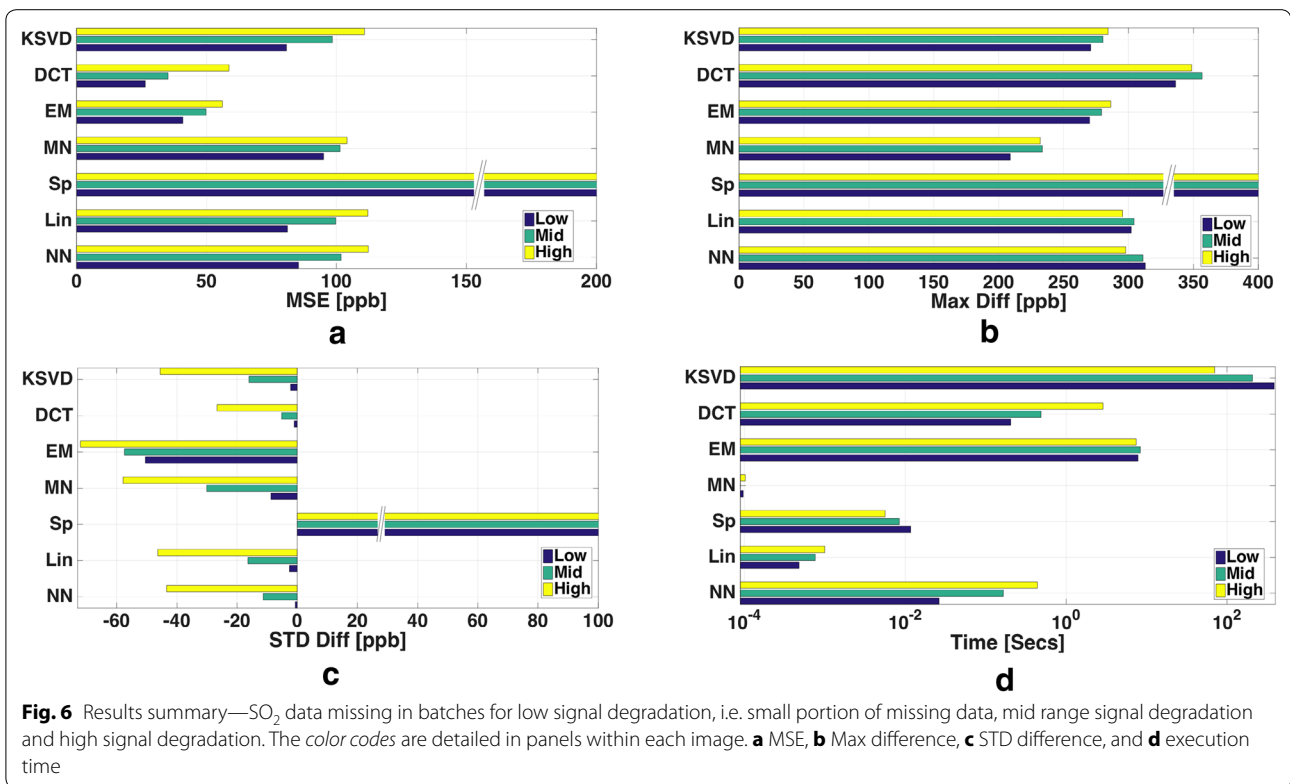 KSVD
DCT
EM
MN
Sp
Lin
NN
Low
Mid
High
0 50 100 150 200
MSE [ppb]
a
KSVD
DCT
EM
MN
Sp
Lin
NN
Low
Mid
High
0 50 100 150 200 250 300 350 400
Max Diff [ppb]
b
KSVD
DCT
EM
MN
Sp
Lin
NN
Low
Mid
High
-60 -40 -20 0 20 40 60 80 100
STD Diff [ppb]
c
KSVD
DCT
EM
MN
Sp
Lin
NN
Low
Mid
High
10⁻⁴ 10⁻² 10⁰ 10²
Time [Secs]
d
Fig. 6 Results summary—SO₂ data missing in batches for low signal degradation, i.e. small portion of missing data, mid range signal degradation
and high signal degradation. The color codes are detailed in panels within each image. a MSE, b Max difference, c STD difference, and d execution
time